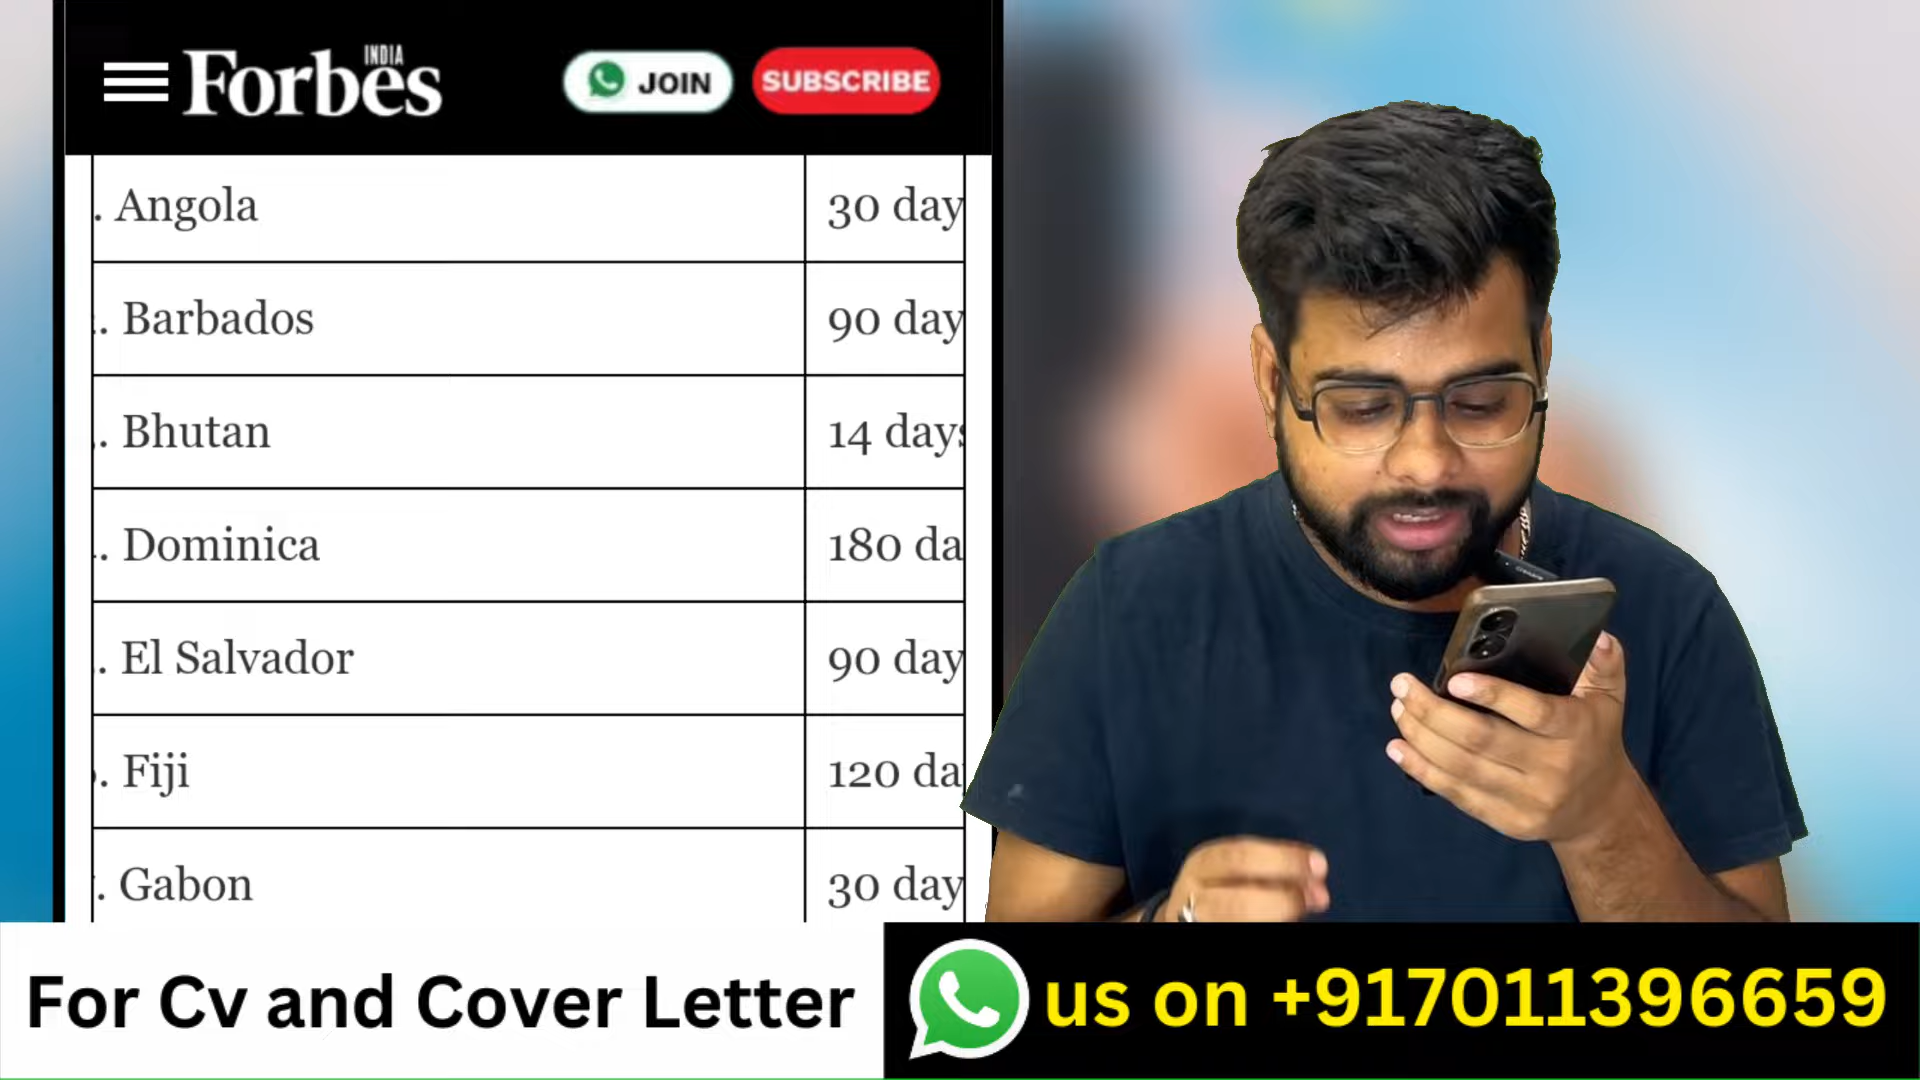 Forbes
INDIA
JOIN
SUBSCRIBE
. Angola 30 day
. Barbados 90 day
. Bhutan 14 days
. Dominica 180 da
. El Salvador 90 day
. Fiji 120 da
. Gabon 30 day
For Cv and Cover Letter
us on +917011396659